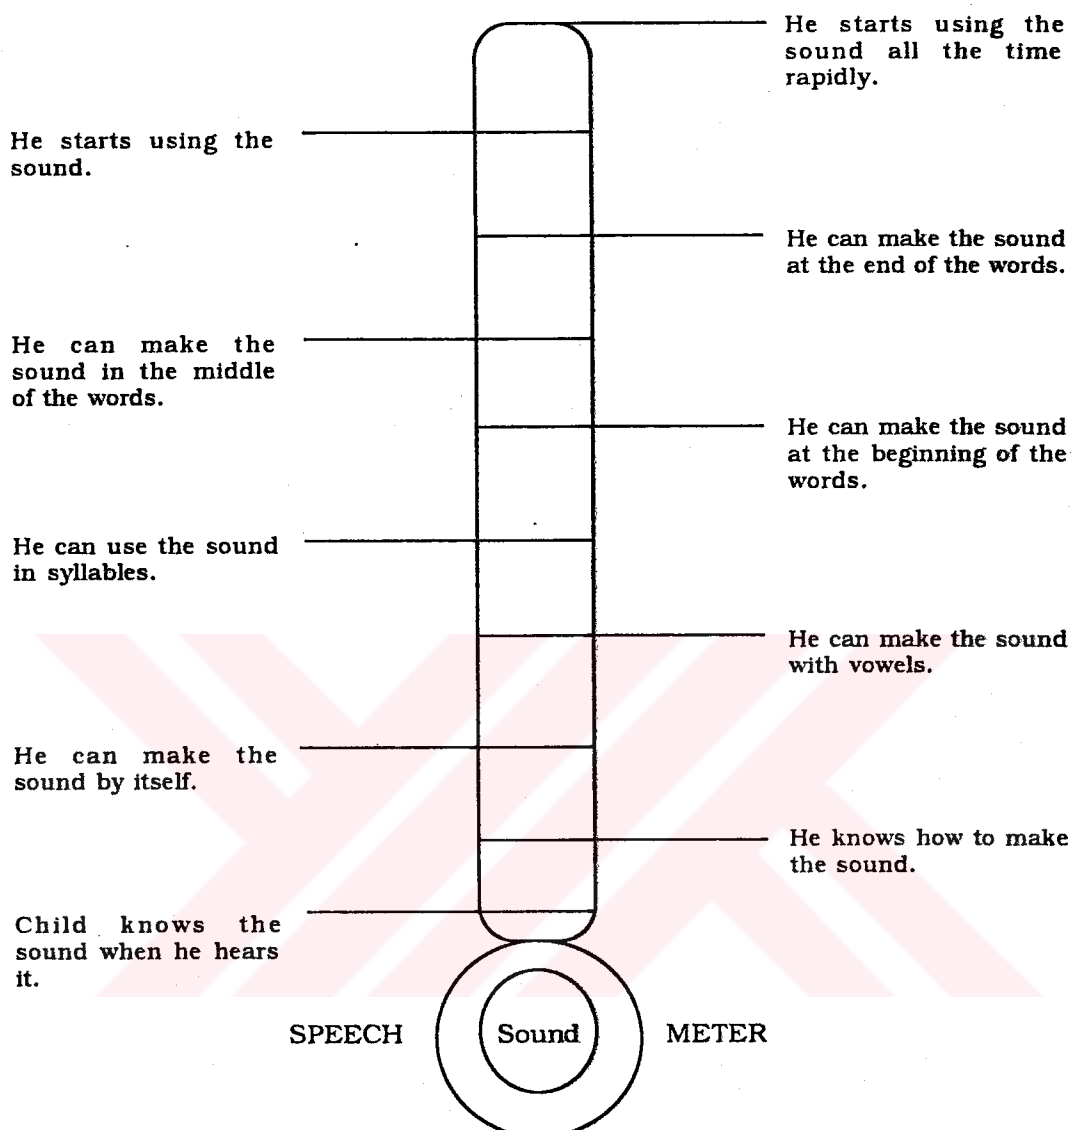 He starts using the
sound all the time
rapidly.
He starts using the
sound.
He can make the sound
at the end of the words.
He can make the
sound in the middle
of the words.
He can make the sound
at the beginning of the
words.
He can use the sound
in syllables.
He can make the sound
with vowels.
He can make the
sound by itself.
He knows how to make
the sound.
Child knows the
sound when he hears
it.
SPEECH Sound METER